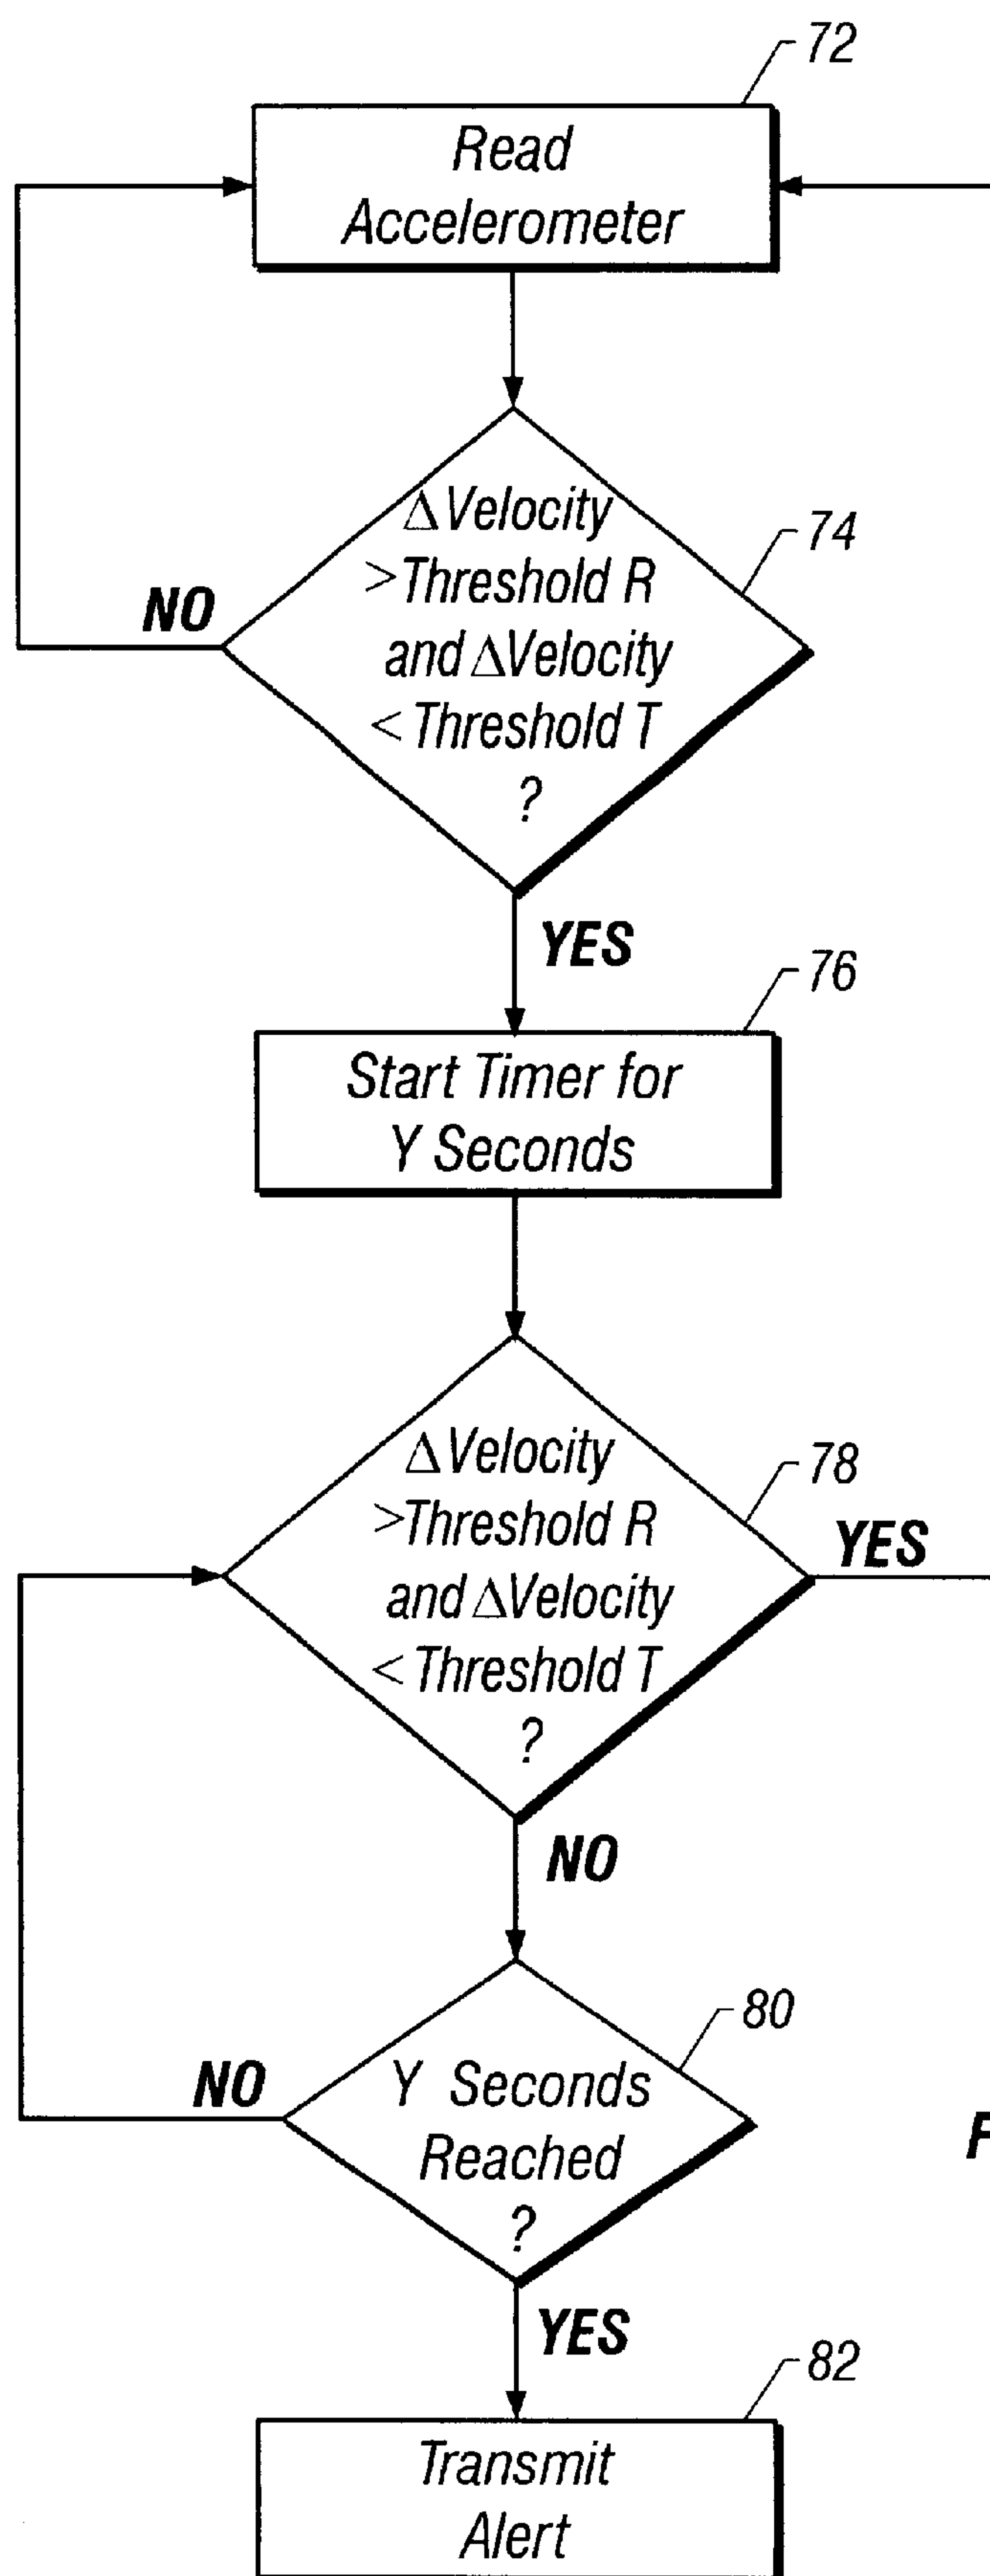 72
Read
Accelerometer
ΔVelocity
>Threshold R
and ΔVelocity
< Threshold T
?
74
NO
YES
76
Start Timer for
Y Seconds
ΔVelocity
>Threshold R
and ΔVelocity
< Threshold T
?
78
YES
NO
80
Y Seconds
Reached
?
NO
YES
82
Transmit
Alert